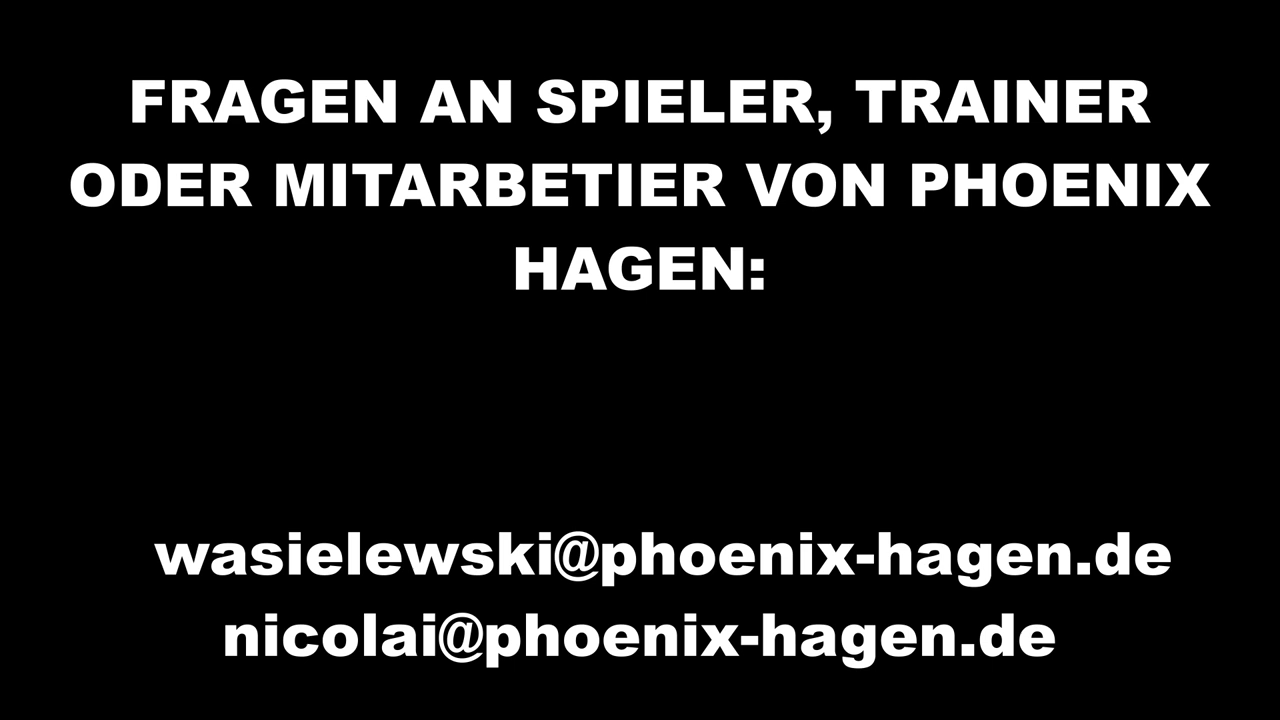 FRAGEN AN SPIELER, TRAINER
ODER MITARBETIER VON PHOENIX
HAGEN:
wasielewski@phoenix-hagen.de
nicolai@phoenix-hagen.de